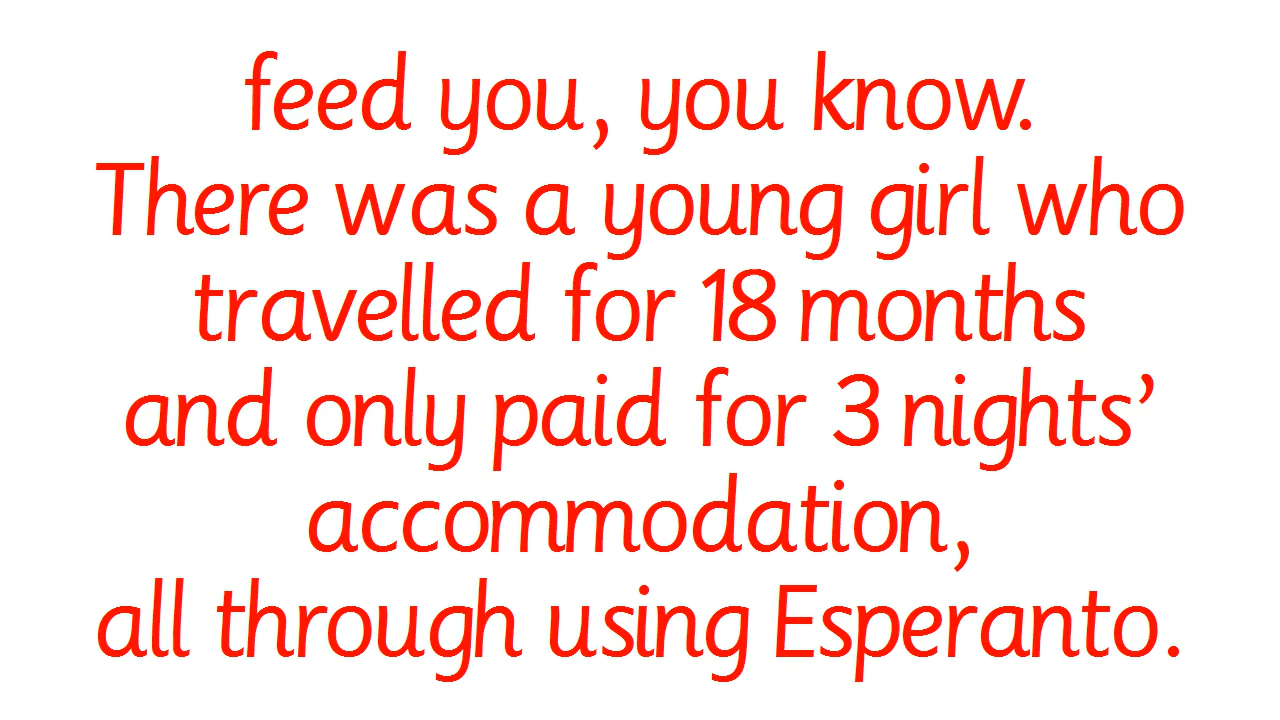 feed you, you know.
There was a young girl who
travelled for 18 months
and only paid for 3 nights’
accommodation,
all through using Esperanto.